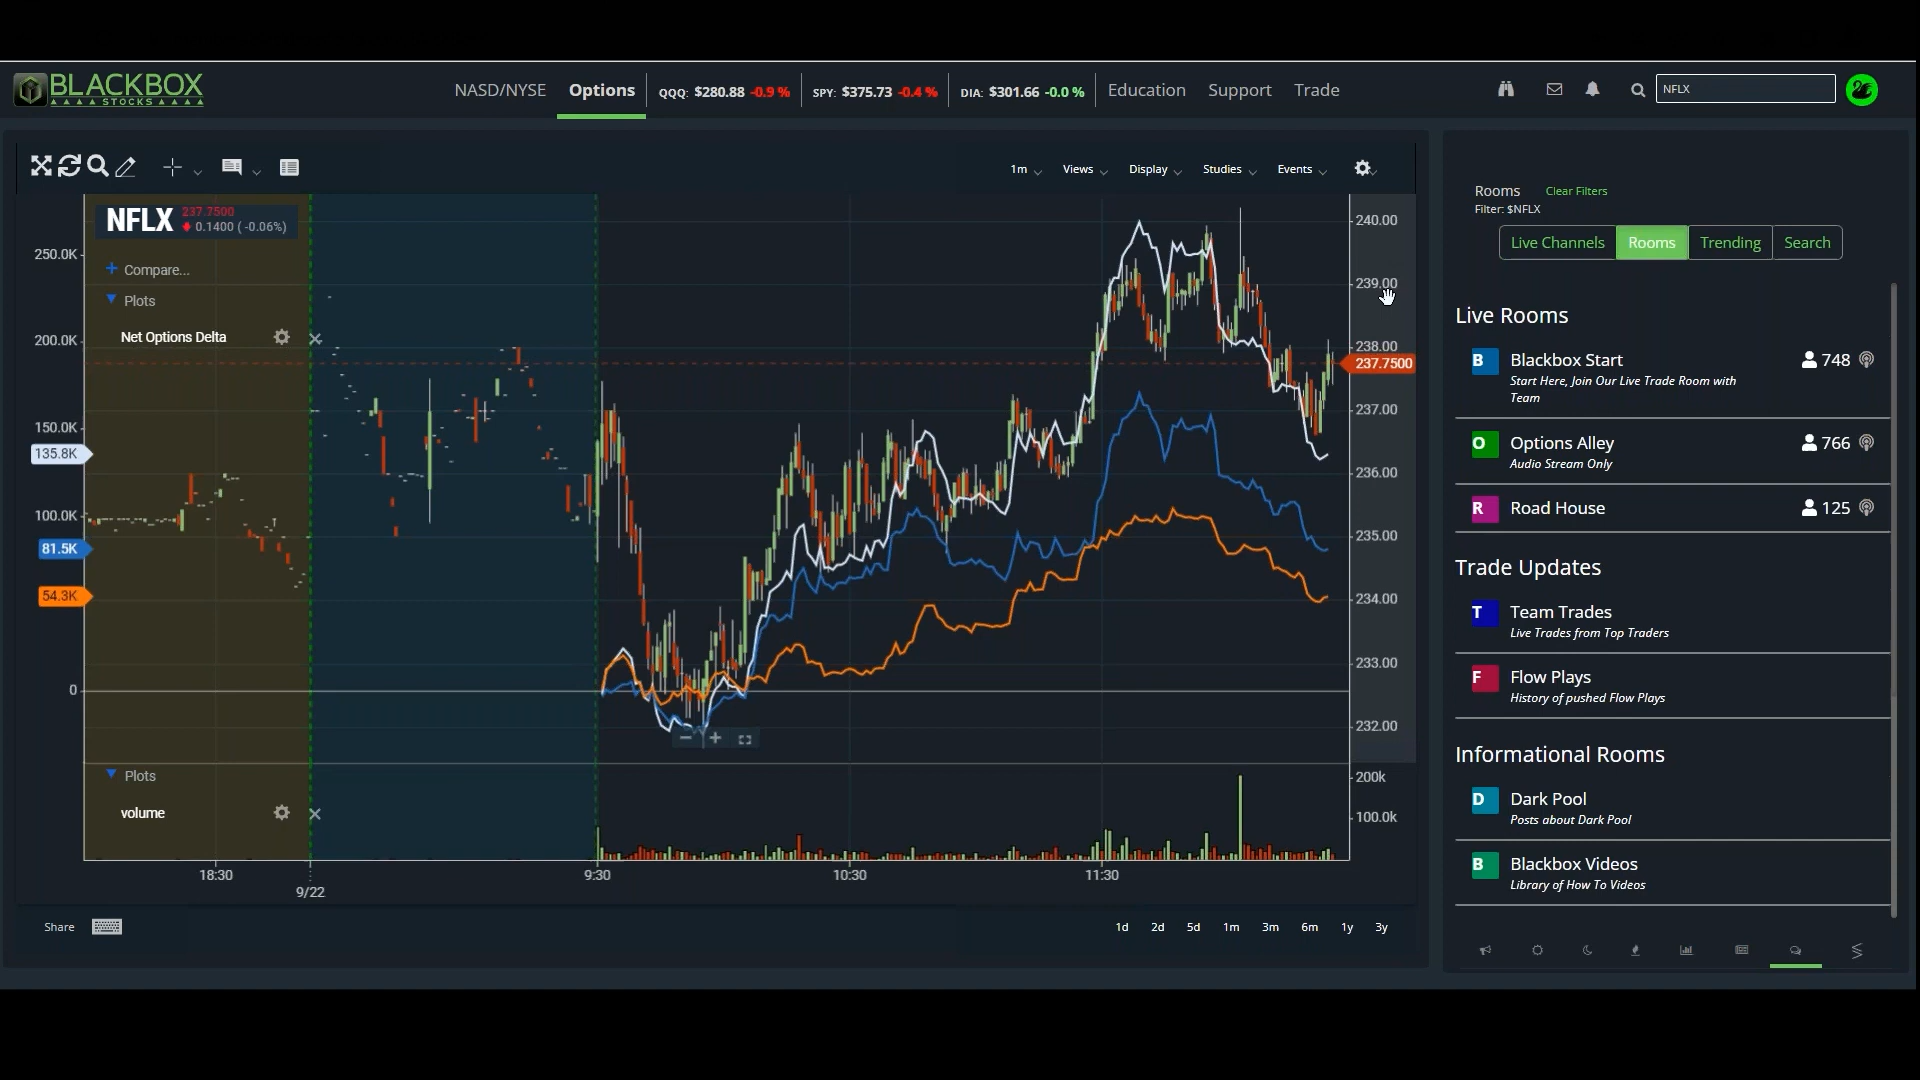 BLACKBOX
STOCKS
NASD/NYSE
Options
QQQ: $280.88 -0.9 %
SPY: $375.73 -0.4 %
DIA: $301.66 -0.0 %
Education
Support
Trade
NFLX
1m
Views
Display
Studies
Events
NFLX
237.7500
0.1400 (-0.06%)
Compare...
Plots
Net Options Delta
250.0K
200.0K
150.0K
135.8K
100.0K
81.5K
54.3K
0
240.00
239.00
238.00
237.7500
237.00
236.00
235.00
234.00
233.00
232.00
Plots
volume
200k
100.0k
18:30
9/22
9:30
10:30
11:30
Share
1d
2d
5d
1m
3m
6m
1y
3y
Rooms
Clear Filters
Filter: $NFLX
Live Channels
Rooms
Trending
Search
Live Rooms
B
Blackbox Start
748
Start Here, Join Our Live Trade Room with
Team
O
Options Alley
766
Audio Stream Only
R
Road House
125
Trade Updates
T
Team Trades
Live Trades from Top Traders
F
Flow Plays
History of pushed Flow Plays
Informational Rooms
D
Dark Pool
Posts about Dark Pool
B
Blackbox Videos
Library of How To Videos